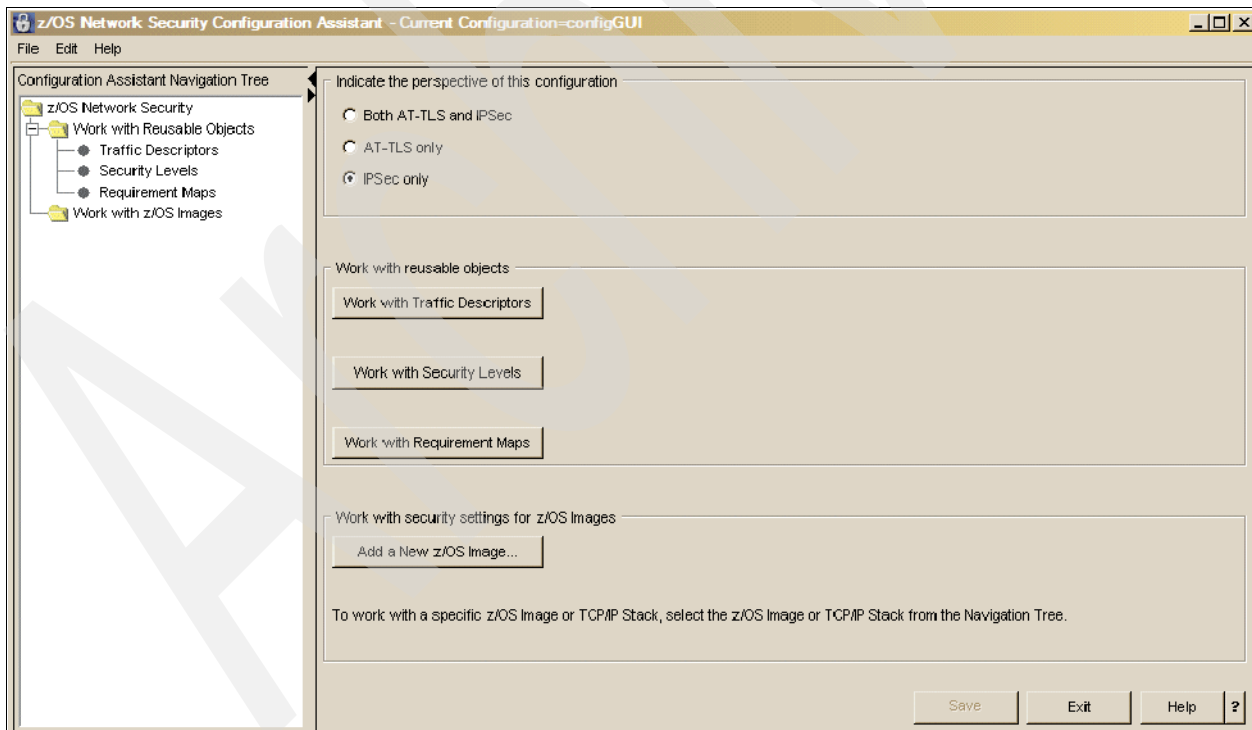 z/OS Network Security Configuration Assistant - Current Configuration=configGUI
File Edit Help
Configuration Assistant Navigation Tree
z/OS Network Security
Work with Reusable Objects
Traffic Descriptors
Security Levels
Requirement Maps
Work with z/OS Images
Indicate the perspective of this configuration
Both AT-TLS and IPSec
AT-TLS only
IPSec only
Work with reusable objects
Work with Traffic Descriptors
Work with Security Levels
Work with Requirement Maps
Work with security settings for z/OS Images
Add a New z/OS Image...
To work with a specific z/OS Image or TCP/IP Stack, select the z/OS Image or TCP/IP Stack from the Navigation Tree.
Save Exit Help ?